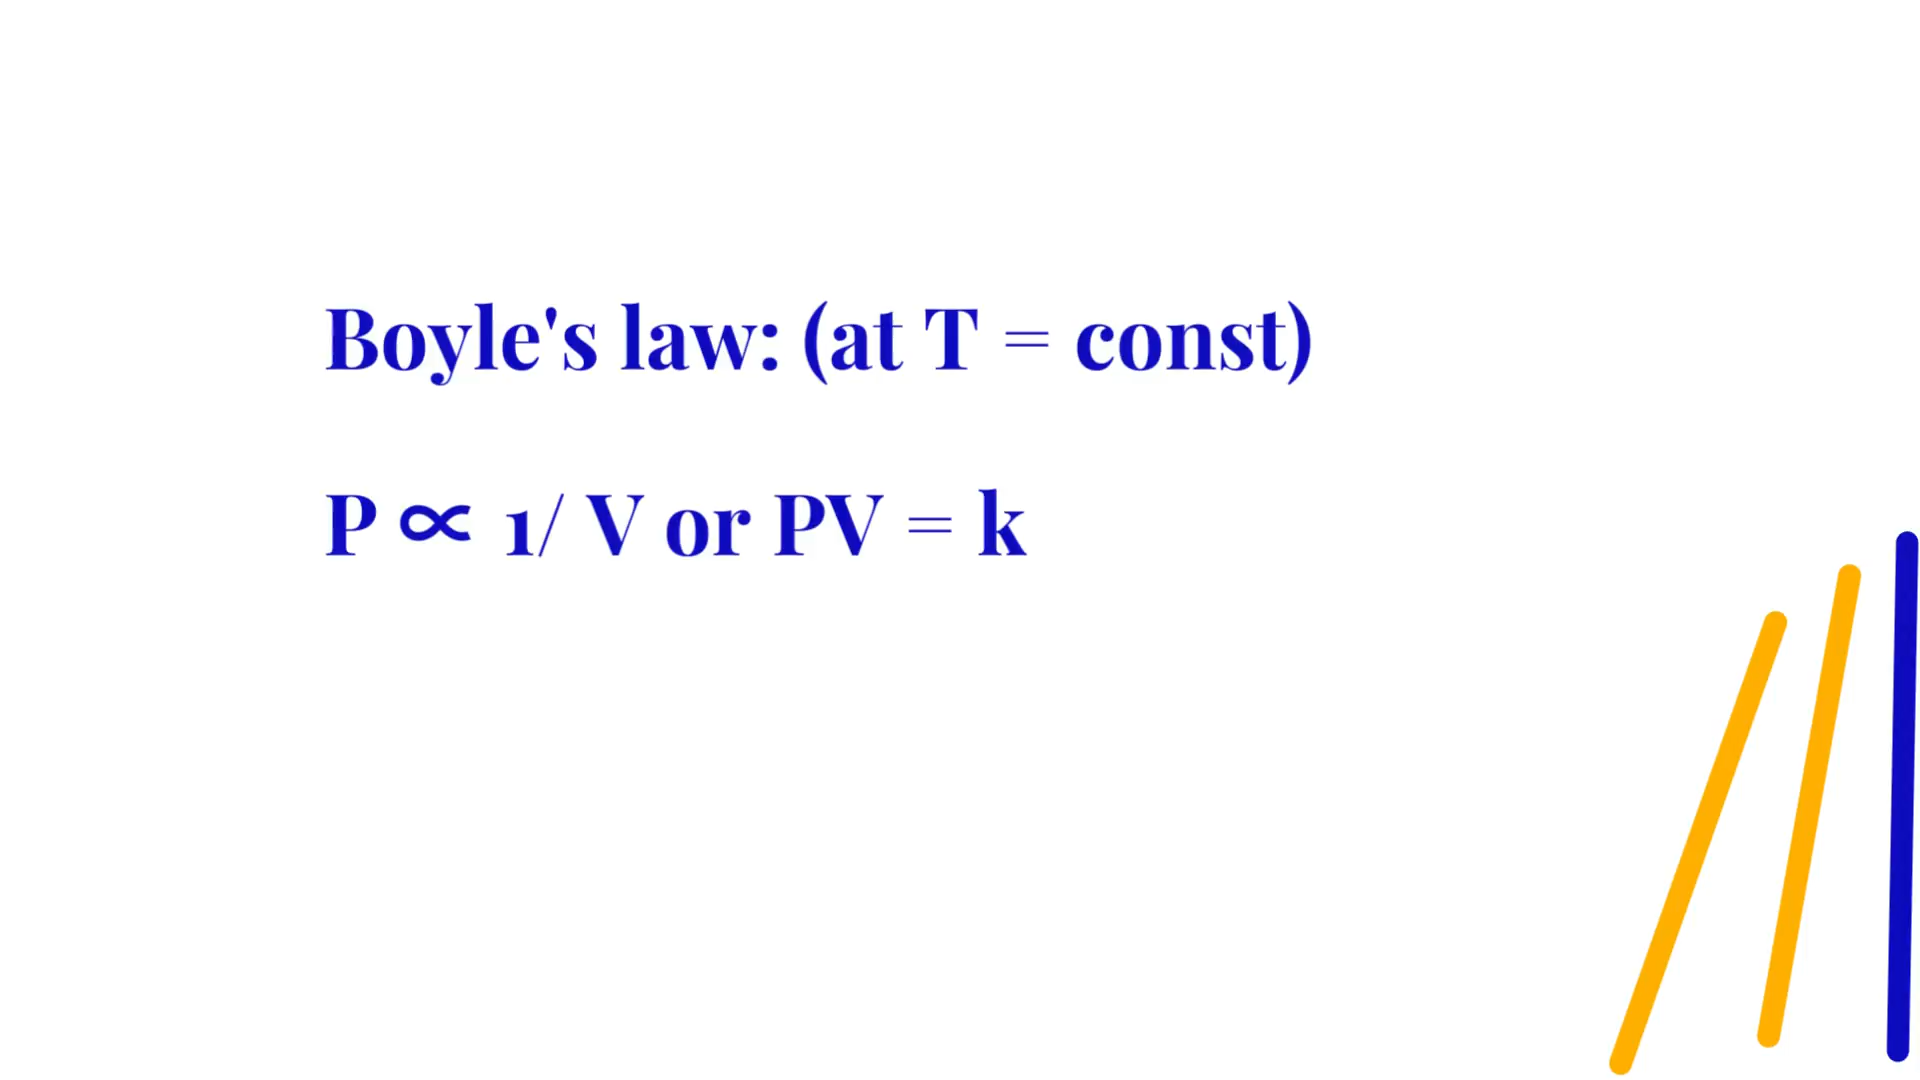 Boyle's law: (at T = const)
P ∝ 1/ V or PV = k